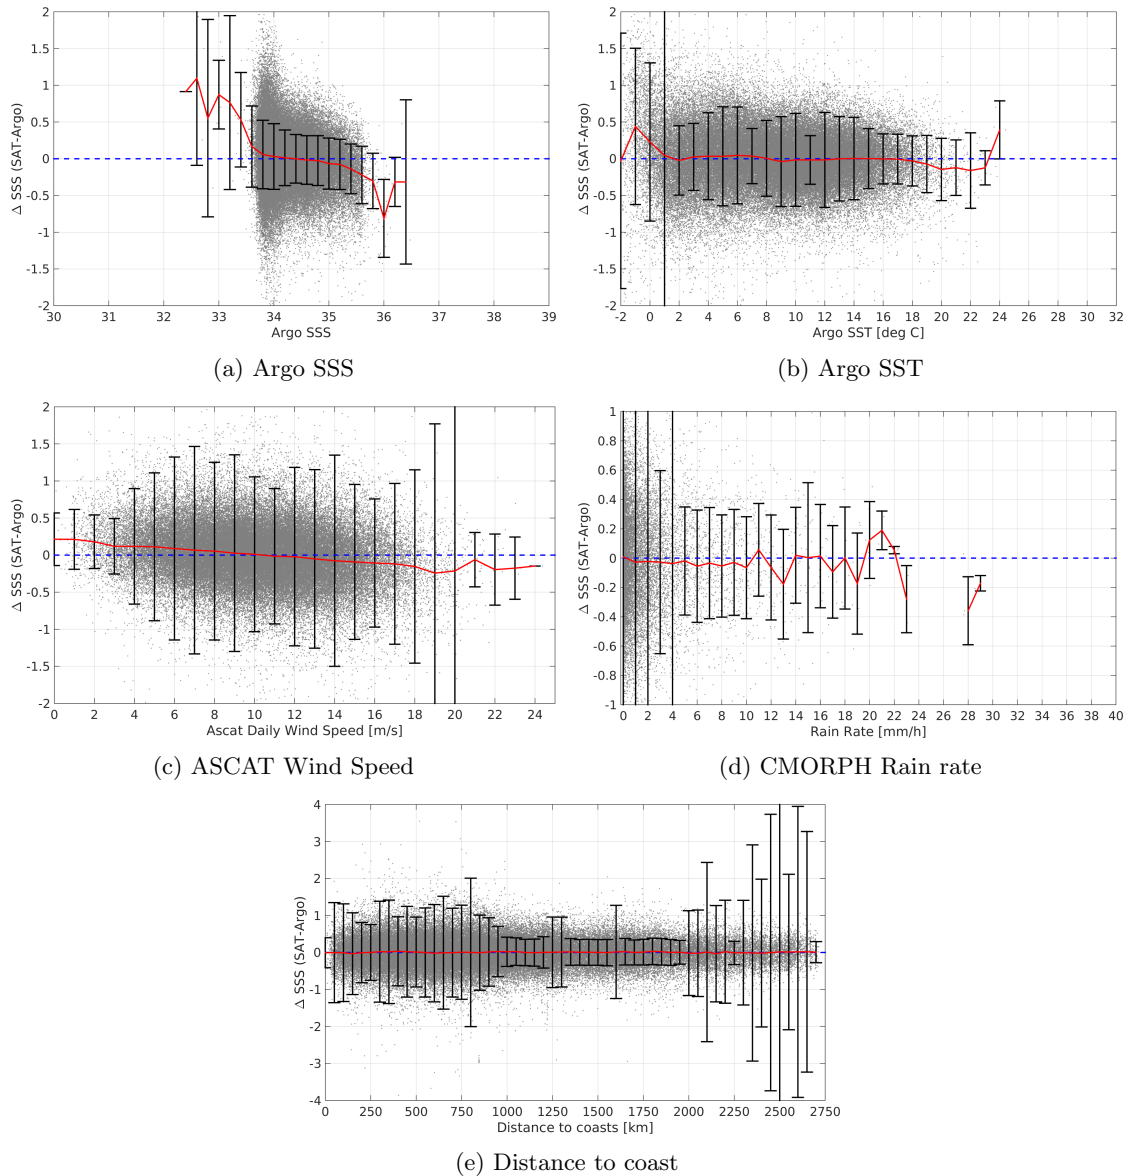 2
1.5
1
0.5
0
-0.5
-1
-1.5
-2
Δ SSS (SAT-Argo)
30 31 32 33 34 35 36 37 38 39
Argo SSS
(a) Argo SSS
2
1.5
1
0.5
0
-0.5
-1
-1.5
-2
Δ SSS (SAT-Argo)
-2 0 2 4 6 8 10 12 14 16 18 20 22 24 26 28 30 32
Argo SST [deg C]
(b) Argo SST
2
1.5
1
0.5
0
-0.5
-1
-1.5
-2
Δ SSS (SAT-Argo)
0 2 4 6 8 10 12 14 16 18 20 22 24
Ascat Daily Wind Speed [m/s]
(c) ASCAT Wind Speed
1
0.8
0.6
0.4
0.2
0
-0.2
-0.4
-0.6
-0.8
-1
Δ SSS (SAT-Argo)
0 2 4 6 8 10 12 14 16 18 20 22 24 26 28 30 32 34 36 38 40
Rain Rate [mm/h]
(d) CMORPH Rain rate
4
3
2
1
0
-1
-2
-3
-4
Δ SSS (SAT-Argo)
0 250 500 750 1000 1250 1500 1750 2000 2250 2500 2750
Distance to coasts [km]
(e) Distance to coast